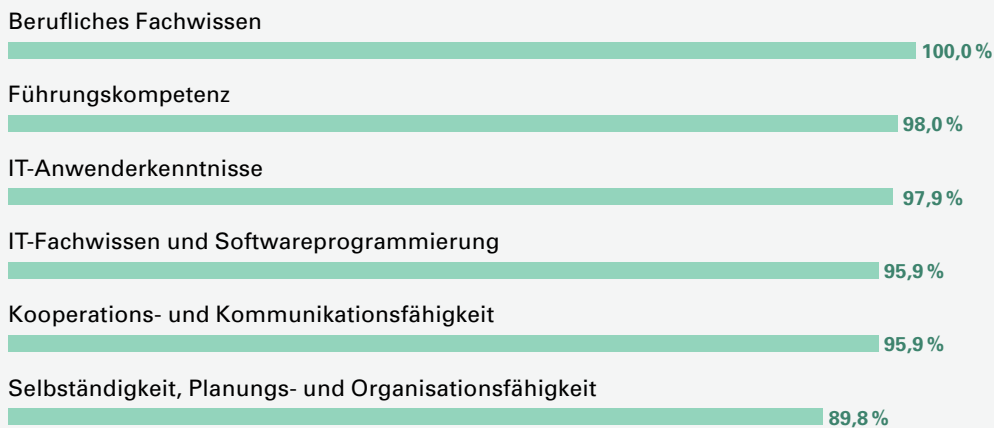 Berufliches Fachwissen
100,0 %
Führungskompetenz
98,0 %
IT-Anwenderkenntnisse
97,9 %
IT-Fachwissen und Softwareprogrammierung
95,9 %
Kooperations- und Kommunikationsfähigkeit
95,9 %
Selbständigkeit, Planungs- und Organisationsfähigkeit
89,8 %